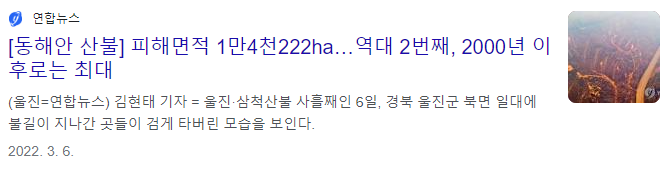 연합뉴스
[동해안 산불] 피해면적 1만4천222ha…역대 2번째, 2000년 이
후로는 최대
(울진=연합뉴스) 김현태 기자 = 울진·삼척산불 사흘째인 6일, 경북 울진군 북면 일대에
불길이 지나간 곳들이 검게 타버린 모습을 보인다.
2022. 3. 6.